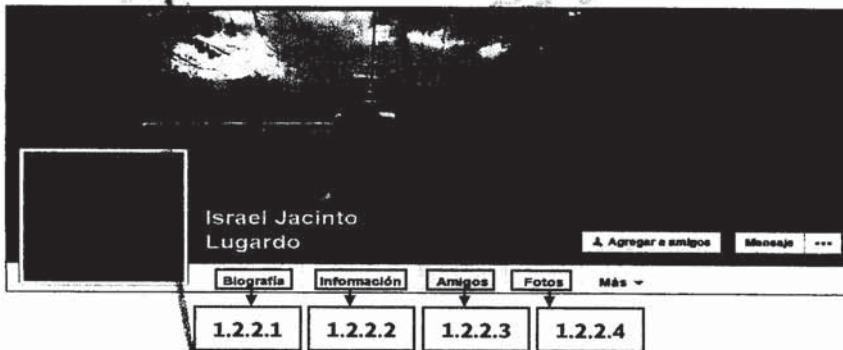 Israel Jacinto
Lugardo
Agregar a amigos Mensaje ...
Biografía Información Amigos Fotos Más
1.2.2.1 1.2.2.2 1.2.2.3 1.2.2.4